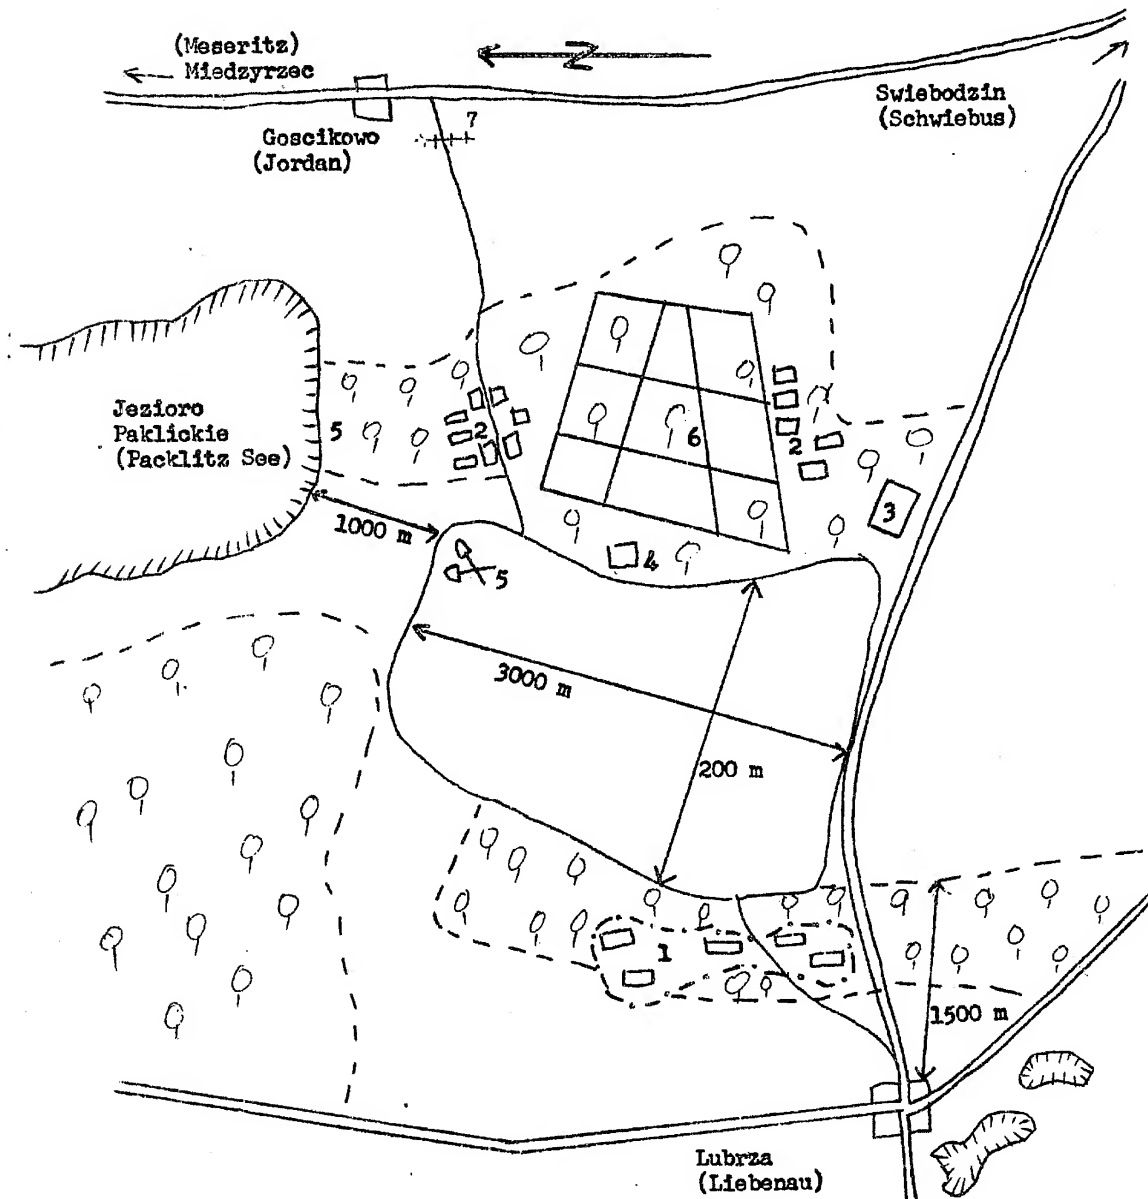 (Meseritz)
Miedzyrzec
Goscikowo
(Jordan)
7
Swiebodzin
(Schwiebus)
Jezioro
Paklickie
(Packlitz See)
5
2
6
2
3
1000 m
4
5
3000 m
200 m
1
1500 m
Lubrza
(Liebenau)